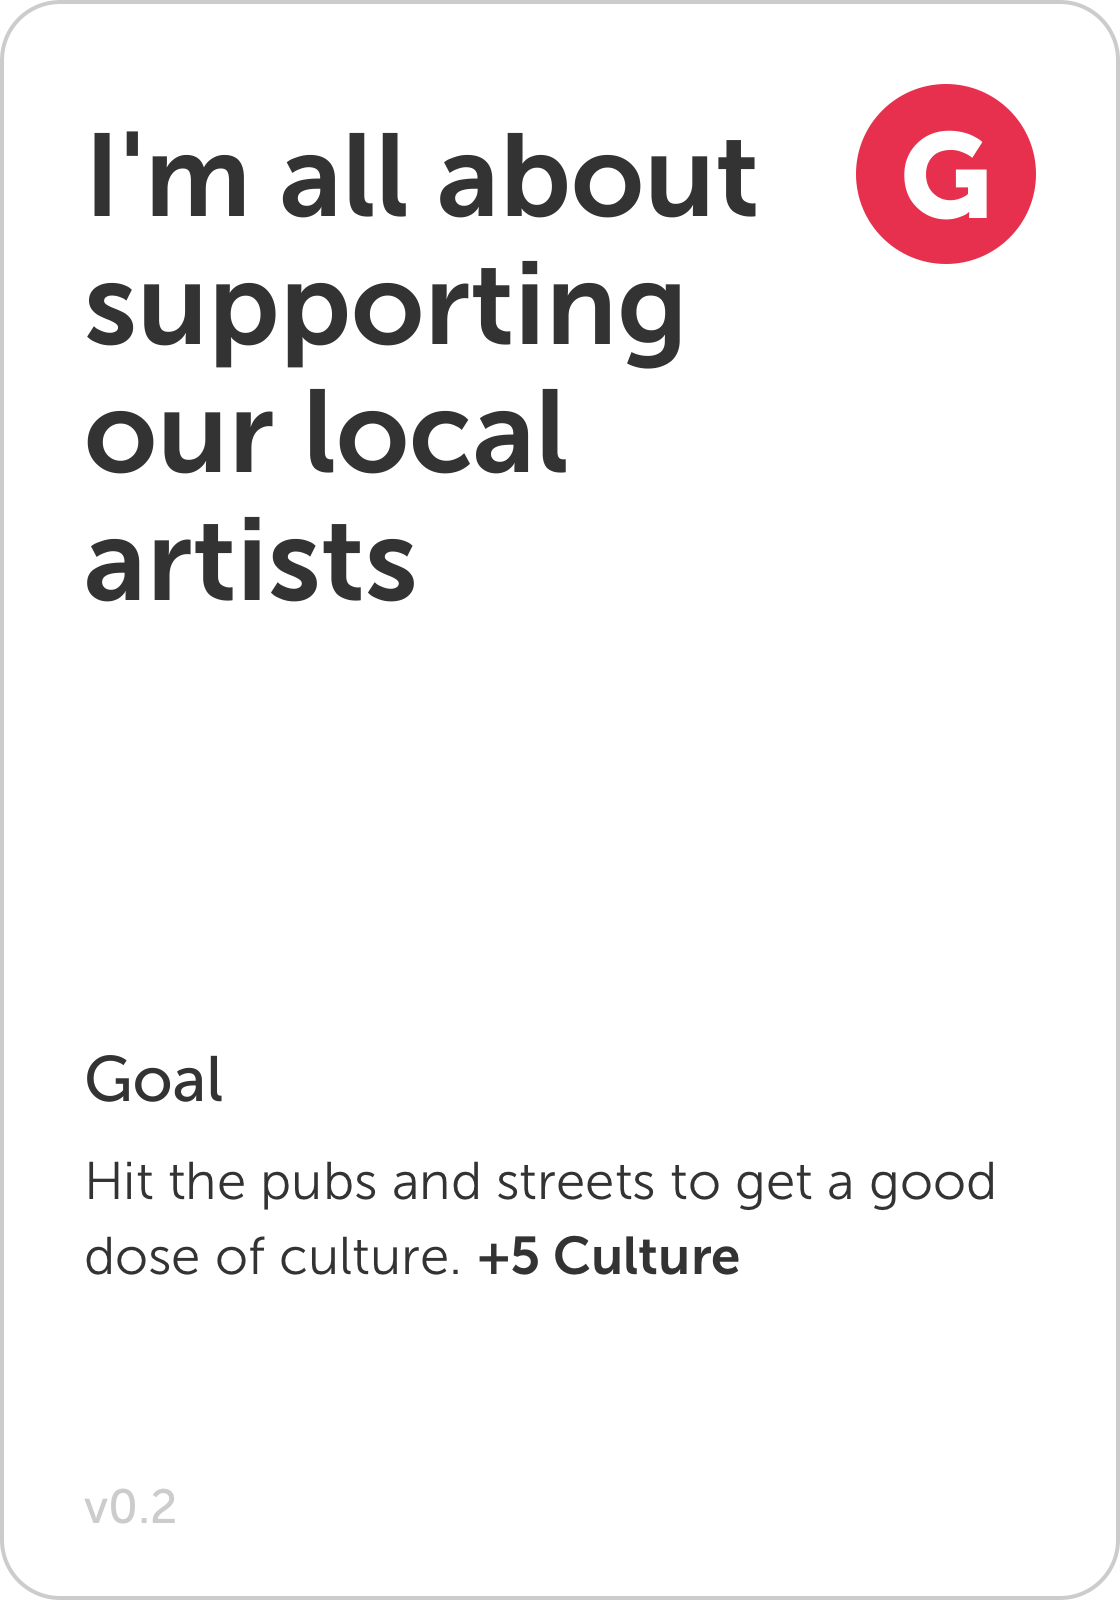 I'm all about
G
supporting
our local
artists
Goal
Hit the pubs and streets to get a good
dose of culture. +5 Culture
v0.2